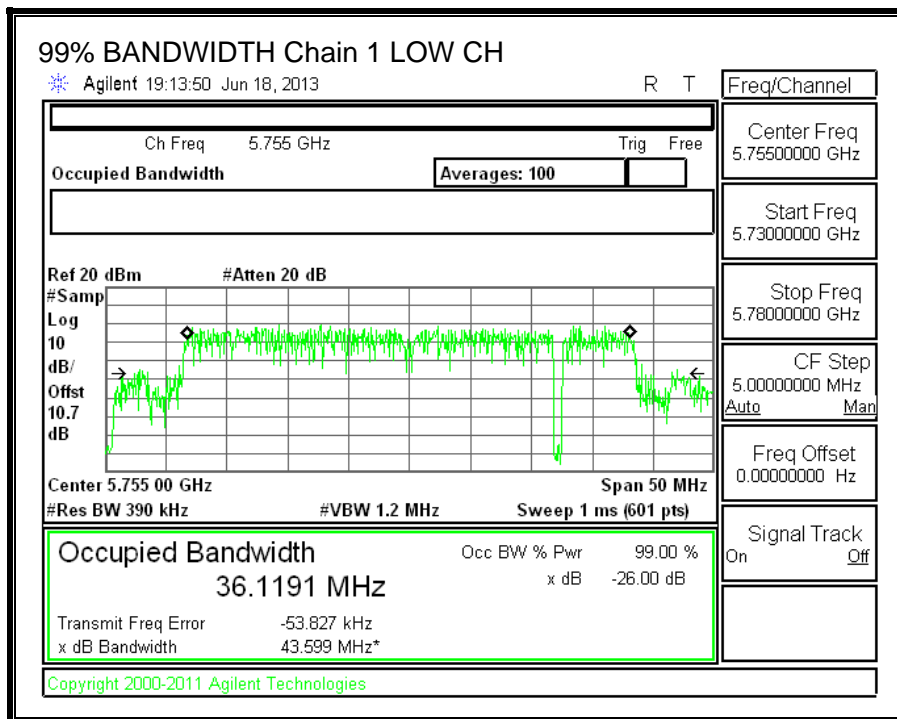 99% BANDWIDTH Chain 1 LOW CH
Agilent 19:13:50 Jun 18, 2013 R T
Freq/Channel
Ch Freq 5.755 GHz Trig Free
Occupied Bandwidth Averages: 100
Center Freq
5.75500000 GHz
Start Freq
5.73000000 GHz
Stop Freq
5.78000000 GHz
CF Step
5.00000000 MHz
Auto Man
Freq Offset
0.00000000 Hz
Signal Track
On Off
Ref 20 dBm #Atten 20 dB
#Samp
Log
10
dB/
Offst
10.7
dB
Center 5.755 00 GHz Span 50 MHz
#Res BW 390 kHz #VBW 1.2 MHz Sweep 1 ms (601 pts)
Occupied Bandwidth Occ BW % Pwr 99.00 %
36.1191 MHz x dB -26.00 dB
Transmit Freq Error -53.827 kHz
x dB Bandwidth 43.599 MHz*
Copyright 2000-2011 Agilent Technologies